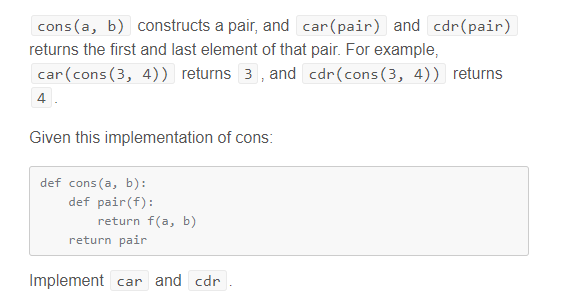 cons(a, b) constructs a pair, and car(pair) and cdr(pair)
returns the first and last element of that pair. For example,
car(cons(3, 4)) returns 3 , and cdr(cons(3, 4)) returns
4 .
Given this implementation of cons:
def cons(a, b):
    def pair(f):
        return f(a, b)
    return pair
Implement car and cdr .